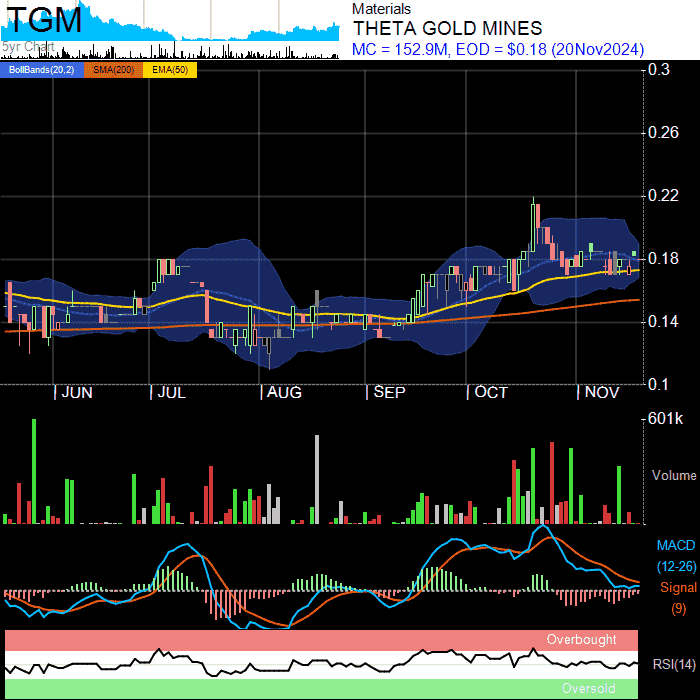 TGM
5yr Chart
Materials
THETA GOLD MINES
MC = 152.9M, EOD = $0.18 (20Nov2024)
BollBands(20,2) SMA(200) EMA(50)
0.3
0.26
0.22
0.18
0.14
0.1
JUN JUL AUG SEP OCT NOV
601k
Volume
MACD
(12-26)
Signal
(9)
Overbought
RSI(14)
Oversold